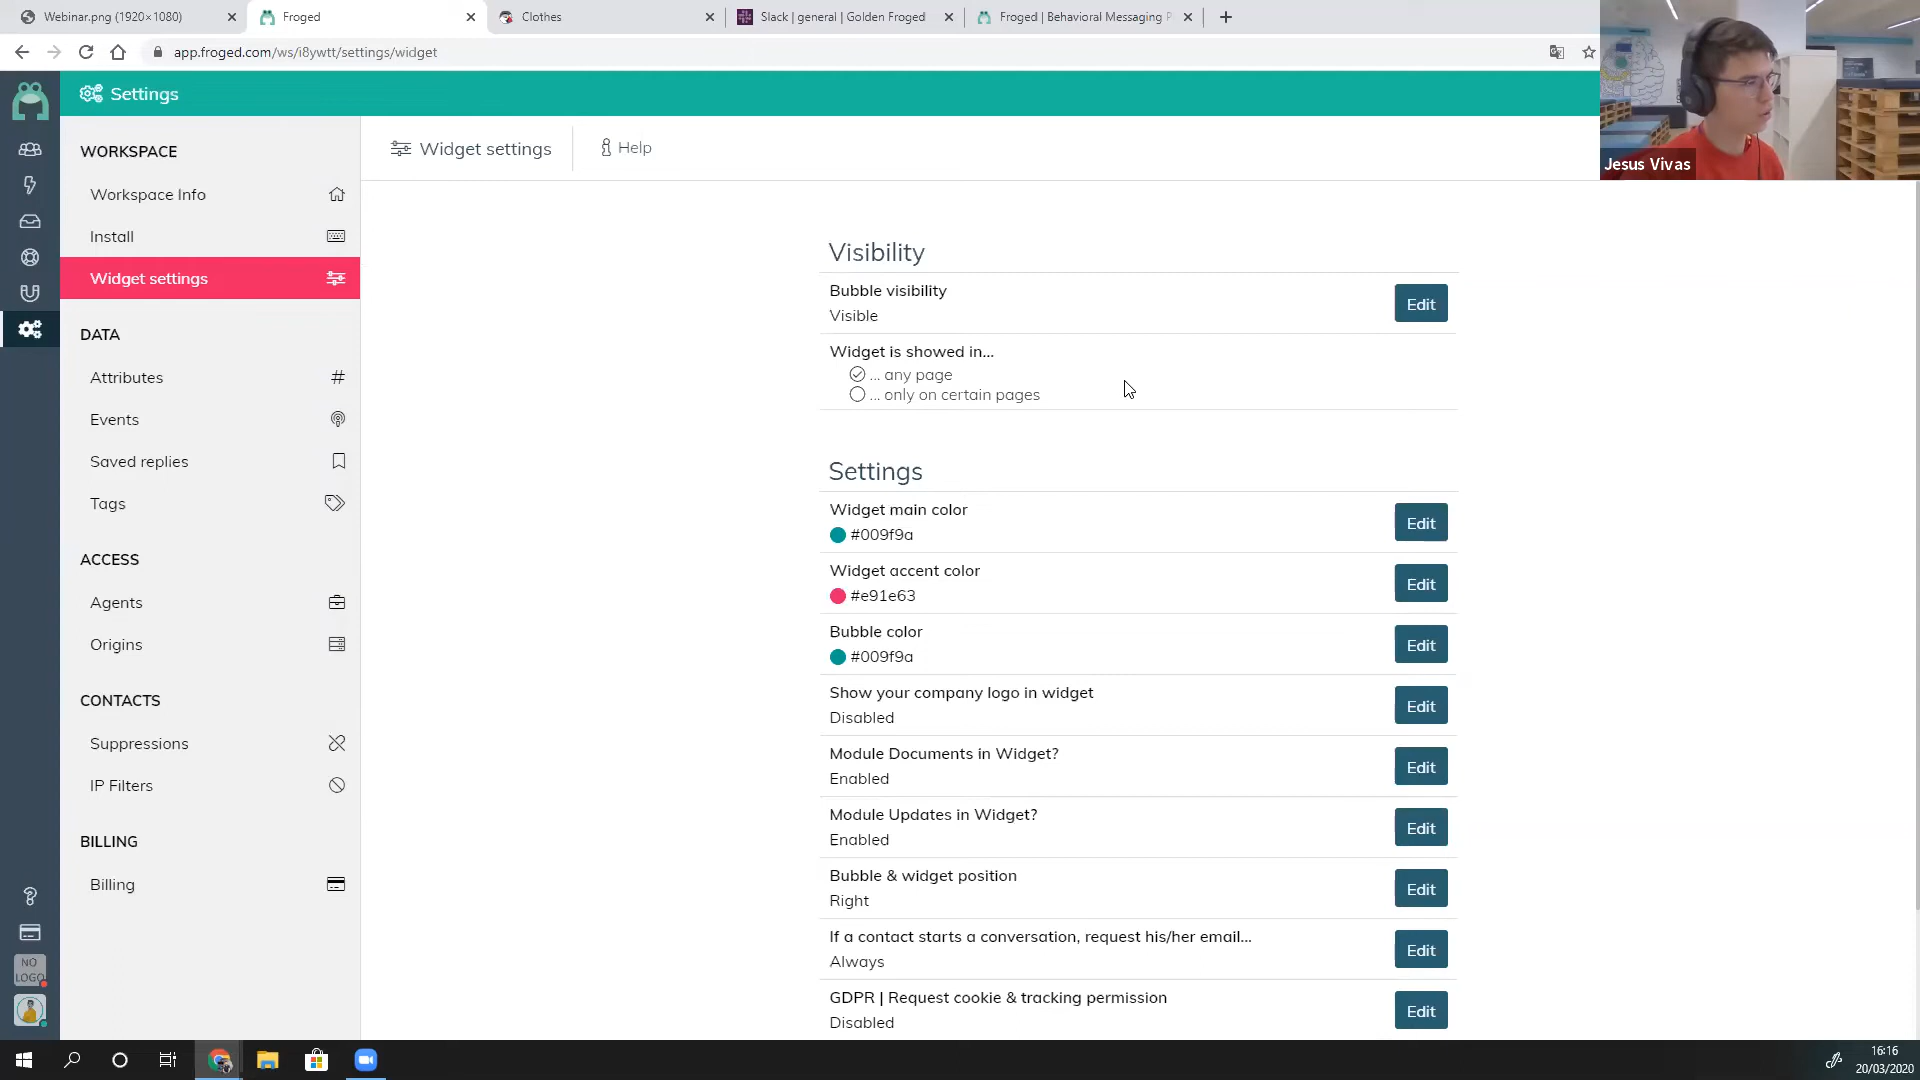 Webinar.png (1920×1080)
Froged
Clothes
Slack | general | Golden Froged
Froged | Behavioral Messaging P
app.froged.com/ws/i8ywtt/settings/widget
Jesus Vivas
Settings
WORKSPACE
Workspace Info
Install
Widget settings
DATA
Attributes
Events
Saved replies
Tags
ACCESS
Agents
Origins
CONTACTS
Suppressions
IP Filters
BILLING
Billing
NO
LOGO
Widget settings
Help
Visibility
Bubble visibility
Visible
Edit
Widget is showed in...
... any page
... only on certain pages
Settings
Widget main color
#009f9a
Edit
Widget accent color
#e91e63
Edit
Bubble color
#009f9a
Edit
Show your company logo in widget
Disabled
Edit
Module Documents in Widget?
Enabled
Edit
Module Updates in Widget?
Enabled
Edit
Bubble & widget position
Right
Edit
If a contact starts a conversation, request his/her email...
Always
Edit
GDPR | Request cookie & tracking permission
Disabled
Edit
16:16
20/03/2020